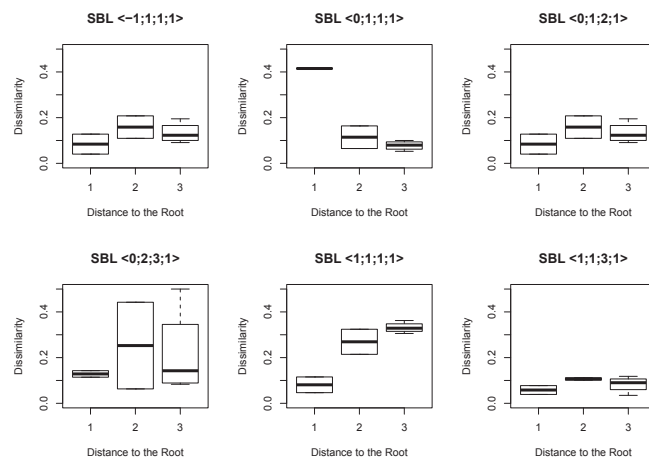 SBL <−1;1;1;1>
Dissimilarity
0.0 0.2 0.4
1 2 3
Distance to the Root
SBL <0;1;1;1>
Dissimilarity
0.0 0.2 0.4
1 2 3
Distance to the Root
SBL <0;1;2;1>
Dissimilarity
0.0 0.2 0.4
1 2 3
Distance to the Root
SBL <0;2;3;1>
Dissimilarity
0.0 0.2 0.4
1 2 3
Distance to the Root
SBL <1;1;1;1>
Dissimilarity
0.0 0.2 0.4
1 2 3
Distance to the Root
SBL <1;1;3;1>
Dissimilarity
0.0 0.2 0.4
1 2 3
Distance to the Root